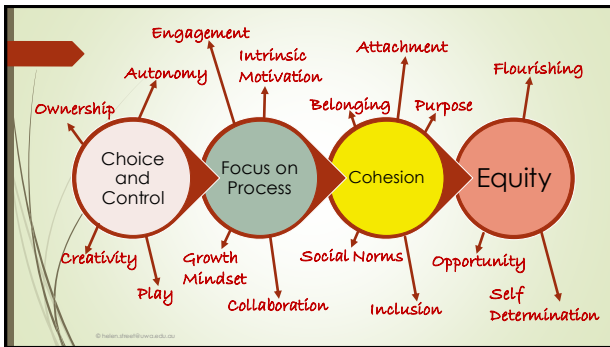 Engagement
Attachment
Intrinsic
Motivation
Autonomy
Flourishing
Ownership
Belonging
Purpose
Choice
and
Control
Focus on
Process
Cohesion
Equity
Creativity
Growth
Mindset
Social Norms
Opportunity
Play
Collaboration
Inclusion
Self
Determination